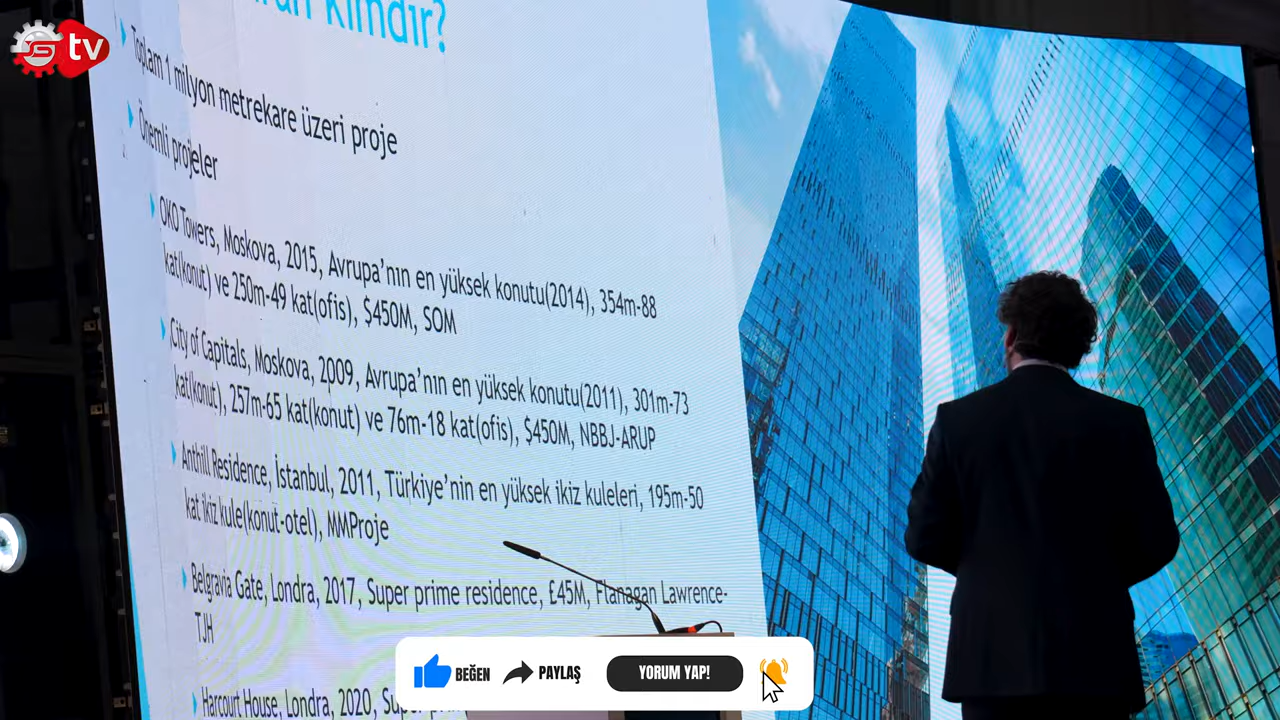 tv
kimdir?
Toplam 1 milyon metrekare üzeri proje
Önemli projeler
OKO Towers, Moskova, 2015, Avrupa'nın en yüksek konutu(2014), 354m-88
kat(konut) ve 250m-49 kat(ofis), $450M, SOM
City of Capitals, Moskova, 2009, Avrupa'nın en yüksek konutu(2011), 301m-73
kat(konut), 257m-65 kat(konut) ve 76m-18 kat(ofis), $450M, NBBJ-ARUP
Anthill Residence, İstanbul, 2011, Türkiye'nin en yüksek ikiz kuleleri, 195m-50
kat ikiz kule(konut-otel), MMProje
Belgravia Gate, Londra, 2017, Super prime residence, £45M, Flanagan Lawrence-
TJH
Harcourt House, Londra, 2020,
BEĞEN
PAYLAŞ
YORUM YAP!